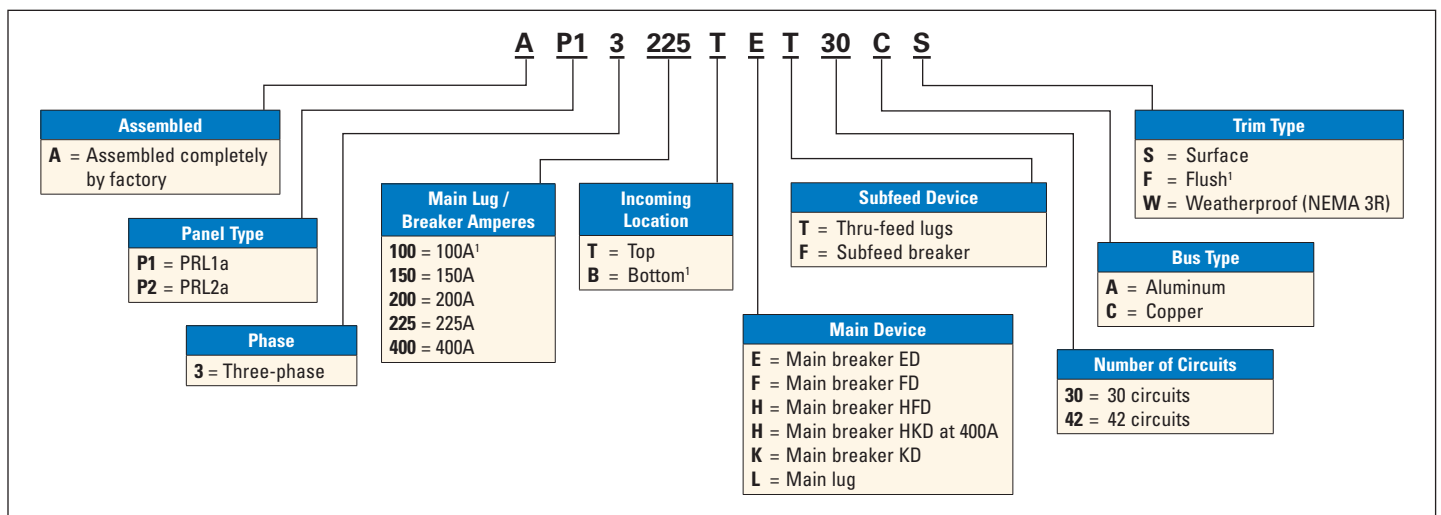 A P1 3 225 T E T 30 C S
Assembled
A = Assembled completely
by factory
Panel Type
P1 = PRL1a
P2 = PRL2a
Phase
3 = Three-phase
Main Lug /
Breaker Amperes
100 = 100A¹
150 = 150A
200 = 200A
225 = 225A
400 = 400A
Incoming
Location
T = Top
B = Bottom¹
Main Device
E = Main breaker ED
F = Main breaker FD
H = Main breaker HFD
H = Main breaker HKD at 400A
K = Main breaker KD
L = Main lug
Subfeed Device
T = Thru-feed lugs
F = Subfeed breaker
Number of Circuits
30 = 30 circuits
42 = 42 circuits
Bus Type
A = Aluminum
C = Copper
Trim Type
S = Surface
F = Flush¹
W = Weatherproof (NEMA 3R)